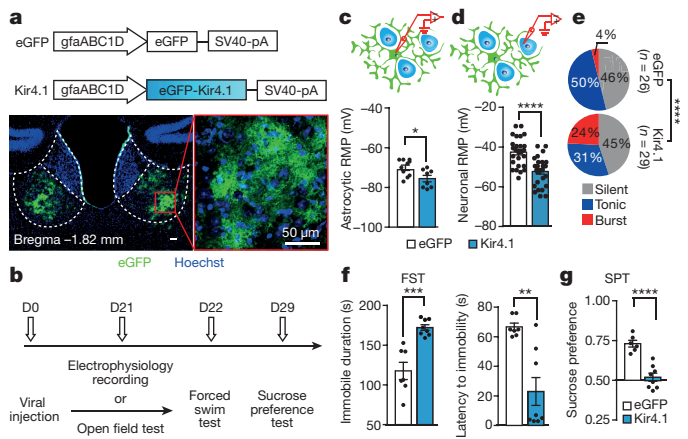 a
eGFP
gfaABC1D
eGFP
SV40-pA
Kir4.1
gfaABC1D
eGFP-Kir4.1
SV40-pA
Bregma –1.82 mm
50 μm
eGFP Hoechst
b
D0
D21
D22
D29
Electrophysiology
recording
or
Open field test
Viral
injection
Forced
swim
test
Sucrose
preference
test
c
Astrocytic RMP (mV)
–40
–60
–80
–100
*
d
Neuronal RMP (mV)
–20
–40
–60
–80
****
eGFP Kir4.1
e
4%
50%
46%
eGFP
(n = 26)
24%
31%
45%
Kir4.1
(n = 29)
****
Silent
Tonic
Burst
f
FST
Immobile duration (s)
200
150
100
50
***
Latency to immobility (s)
80
60
40
20
0
**
g
SPT
Sucrose preference
1.00
0.75
0.50
0.25
****
eGFP
Kir4.1